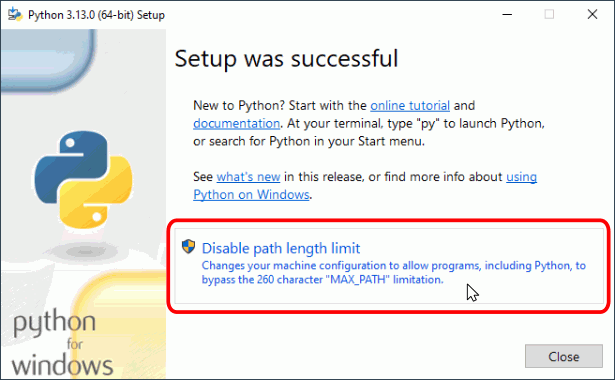 Python 3.13.0 (64-bit) Setup
Setup was successful
New to Python? Start with the online tutorial and
documentation. At your terminal, type "py" to launch Python,
or search for Python in your Start menu.
See what's new in this release, or find more info about using
Python on Windows.
Disable path length limit
Changes your machine configuration to allow programs, including Python, to
bypass the 260 character "MAX_PATH" limitation.
python
for
windows
Close